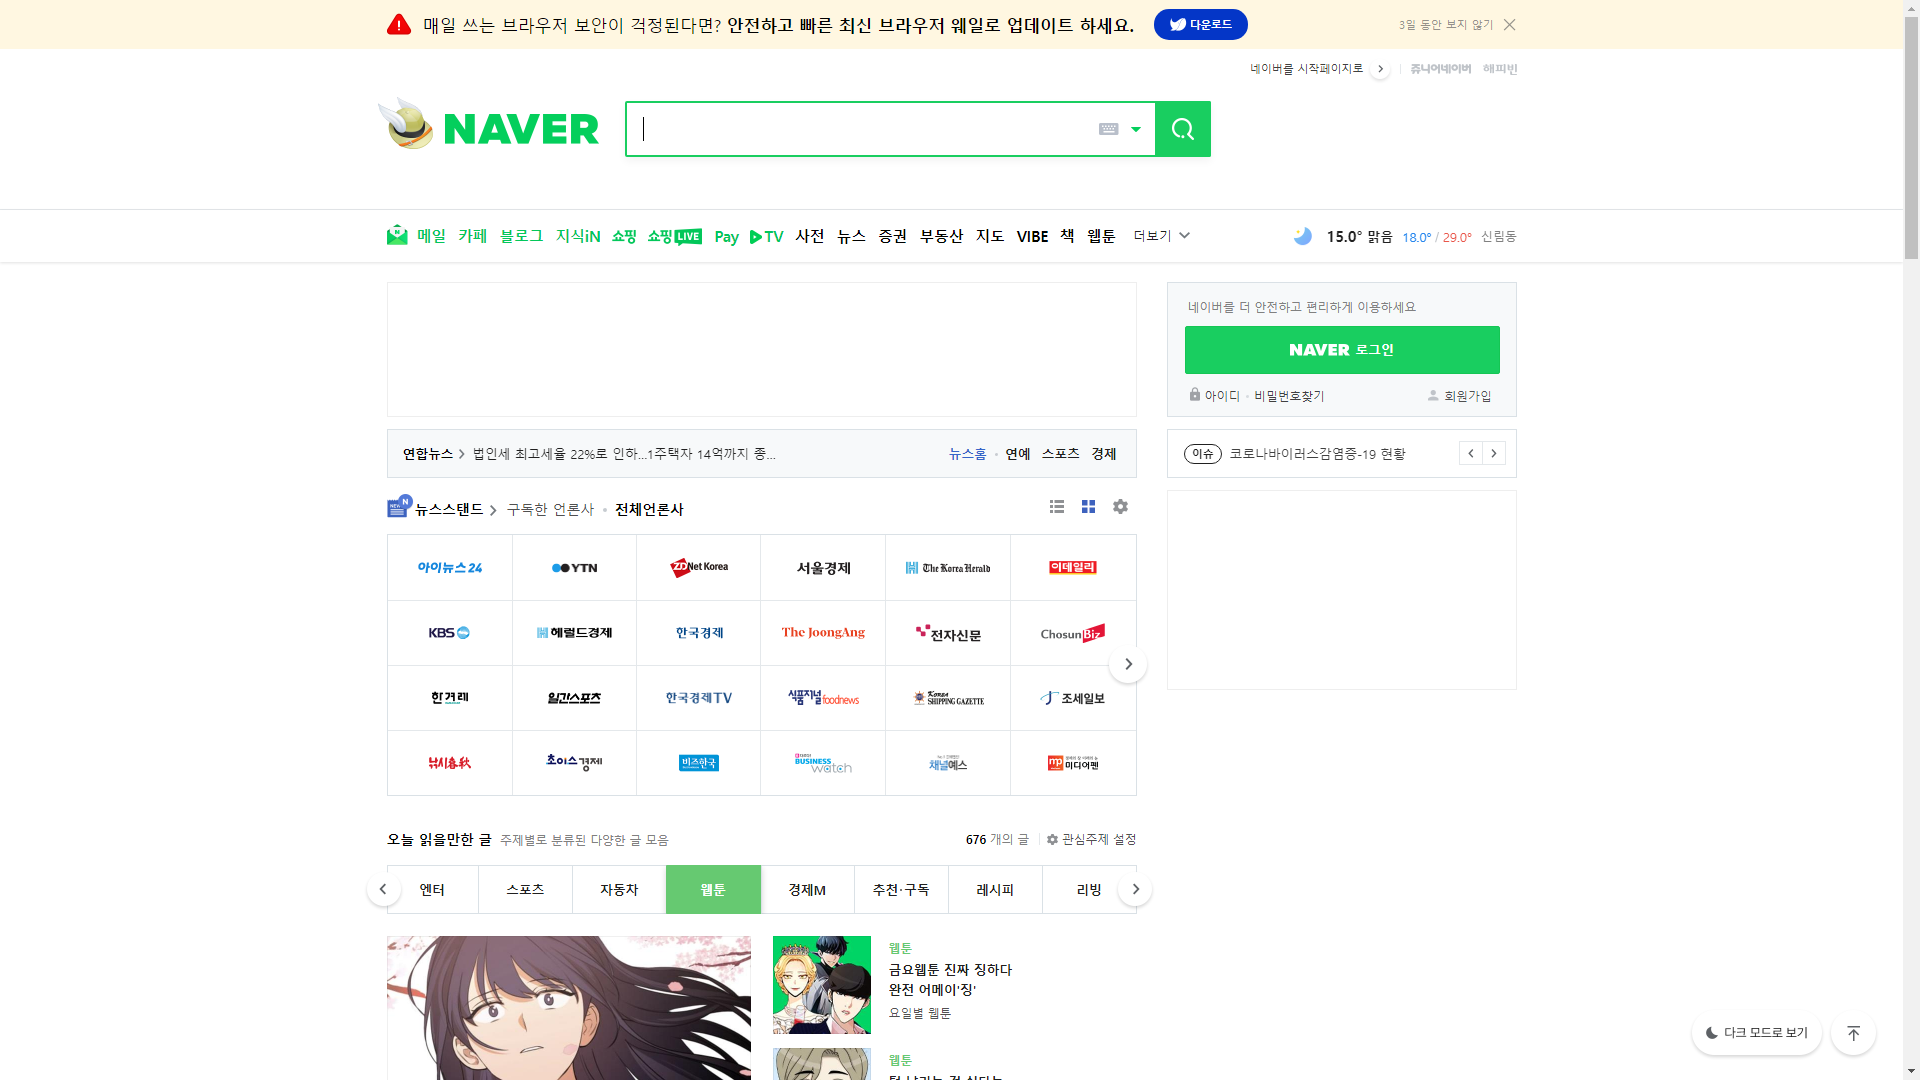 매일 쓰는 브라우저 보안이 걱정된다면? 안전하고 빠른 최신 브라우저 웨일로 업데이트 하세요. 다운로드 3일 동안 보지 않기
네이버를 시작페이지로 쥬니어네이버 해피빈
NAVER
메일 카페 블로그 지식iN 쇼핑 쇼핑LIVE Pay TV 사전 뉴스 증권 부동산 지도 VIBE 책 웹툰 더보기 15.0° 맑음 18.0° / 29.0° 신림동
네이버를 더 안전하고 편리하게 이용하세요
NAVER 로그인
아이디 · 비밀번호찾기 회원가입
연합뉴스 > 법인세 최고세율 22%로 인하...1주택자 14억까지 종... 뉴스홈 · 연예 스포츠 경제
이슈 코로나바이러스감염증-19 현황
뉴스스탠드 > 구독한 언론사 · 전체언론사
아이뉴스24 YTN ZDNet Korea 서울경제 The Korea Herald 이데일리
KBS 헤럴드경제 한국경제 The JoongAng 전자신문 ChosunBiz
한겨레 일간스포츠 한국경제TV 식품저널 foodnews KOREA SHIPPING GAZETTE 조세일보
낚시春秋 초이스경제 비즈한국 BUSINESS watch 채널예스 mp 미디어펜
오늘 읽을만한 글 주제별로 분류된 다양한 글 모음 676 개의 글 관심주제 설정
엔터 스포츠 자동차 웹툰 경제M 추천·구독 레시피 리빙
웹툰
금요웹툰 진짜 징하다
완전 어메이'징'
요일별 웹툰
웹툰
다크 모드로 보기